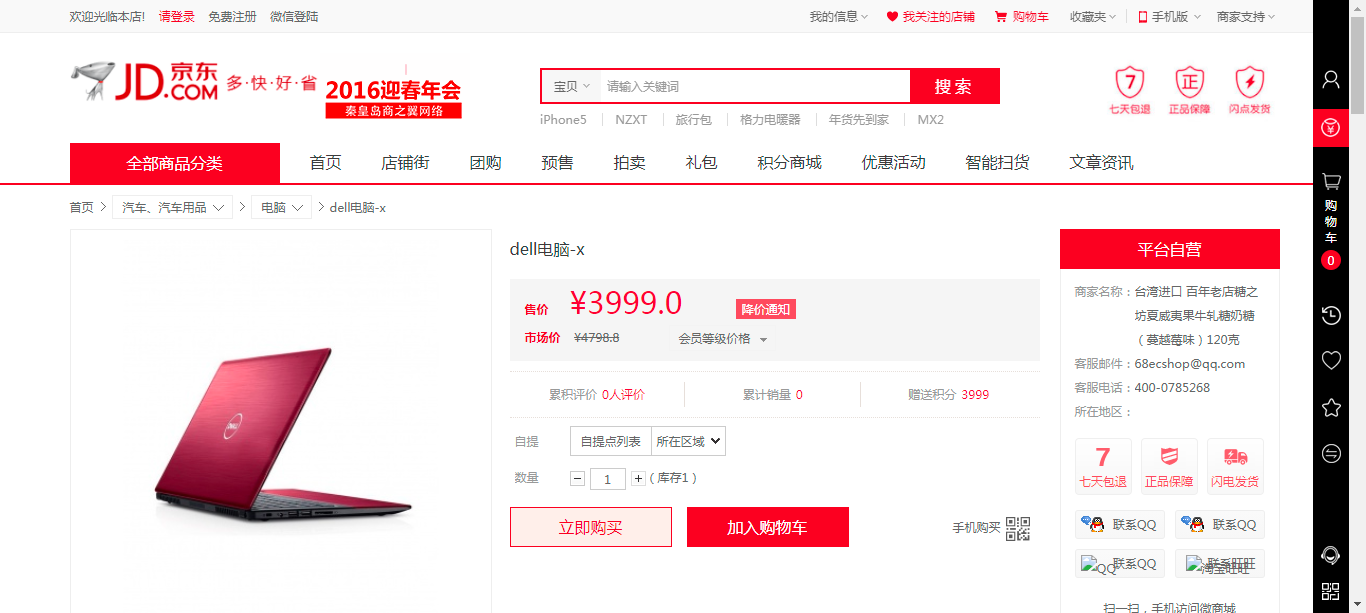 欢迎光临本店! 请登录 免费注册 微信登陆
我的信息 我关注的店铺 购物车 收藏夹 手机版 商家支持
JD.COM 京东 多·快·好·省
2016迎春年会
秦皇岛商之翼网络
宝贝 请输入关键词 搜索
iPhone5 NZXT 旅行包 格力电暖器 年货先到家 MX2
7 正
七天包退 正品保障 闪点发货
全部商品分类 首页 店铺街 团购 预售 拍卖 礼包 积分商城 优惠活动 智能扫货 文章资讯
首页 汽车、汽车用品 电脑 dell电脑-x
DELL
dell电脑-x
售价 ¥3999.0 降价通知
市场价 ¥4798.8 会员等级价格
累积评价 0人评价 累计销量 0 赠送积分 3999
自提 自提点列表 所在区域
数量 − 1 + ( 库存1 )
立即购买 加入购物车 手机购买
平台自营
商家名称：台湾进口 百年老店糖之
坊夏威夷果牛轧糖奶糖
（蔓越莓味）120克
客服邮件：68ecshop@qq.com
客服电话：400-0785268
所在地区：
7
七天包退 正品保障 闪电发货
联系QQ 联系QQ
QQ 联系QQ 淘宝旺旺 联系旺旺
扫一扫，手机访问微商城
¥
购
物
车
0